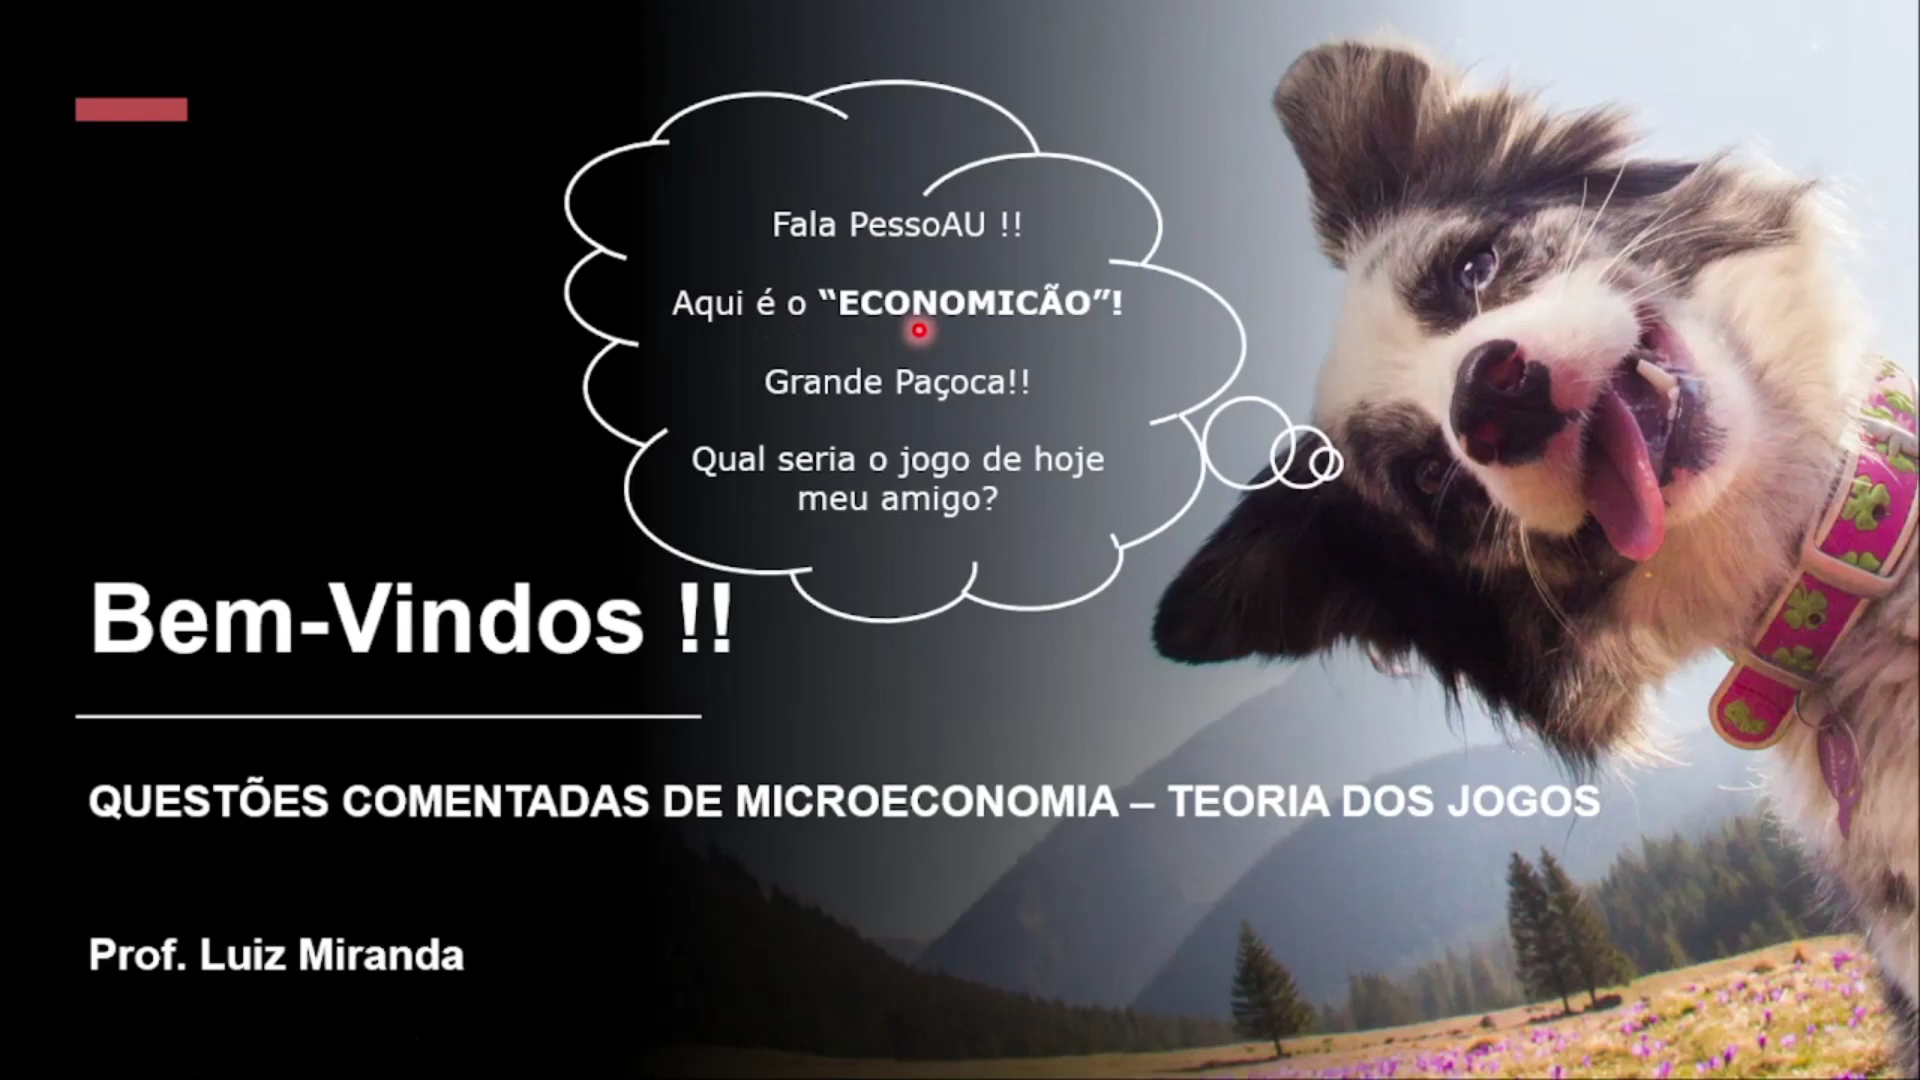 Fala PessoAU !!
Aqui é o “ECONOMICÃO”!
Grande Paçoca!!
Qual seria o jogo de hoje
meu amigo?
Bem-Vindos !!
QUESTÕES COMENTADAS DE MICROECONOMIA – TEORIA DOS JOGOS
Prof. Luiz Miranda